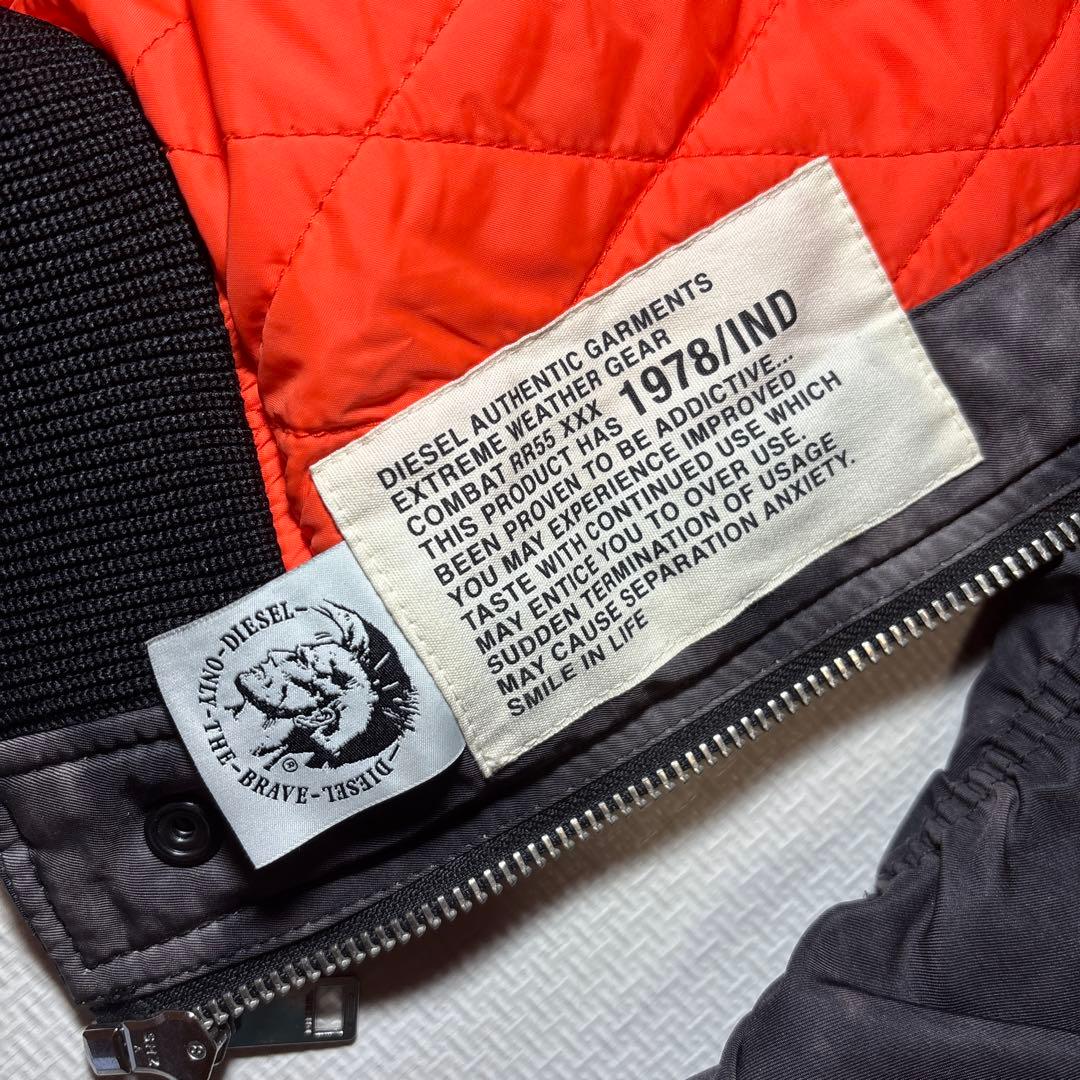 DIESEL AUTHENTIC GARMENTS
EXTREME WEATHER GEAR
COMBAT RR55 XXX 1978/IND
THIS PRODUCT HAS
BEEN PROVEN TO BE ADDICTIVE...
YOU MAY EXPERIENCE IMPROVED
TASTE WITH CONTINUED USE WHICH
MAY ENTICE YOU TO OVER USE.
SUDDEN TERMINATION OF USAGE
MAY CAUSE SEPARATION ANXIETY.
SMILE IN LIFE
DIESEL-ONLY-THE-BRAVE-DIESEL
®